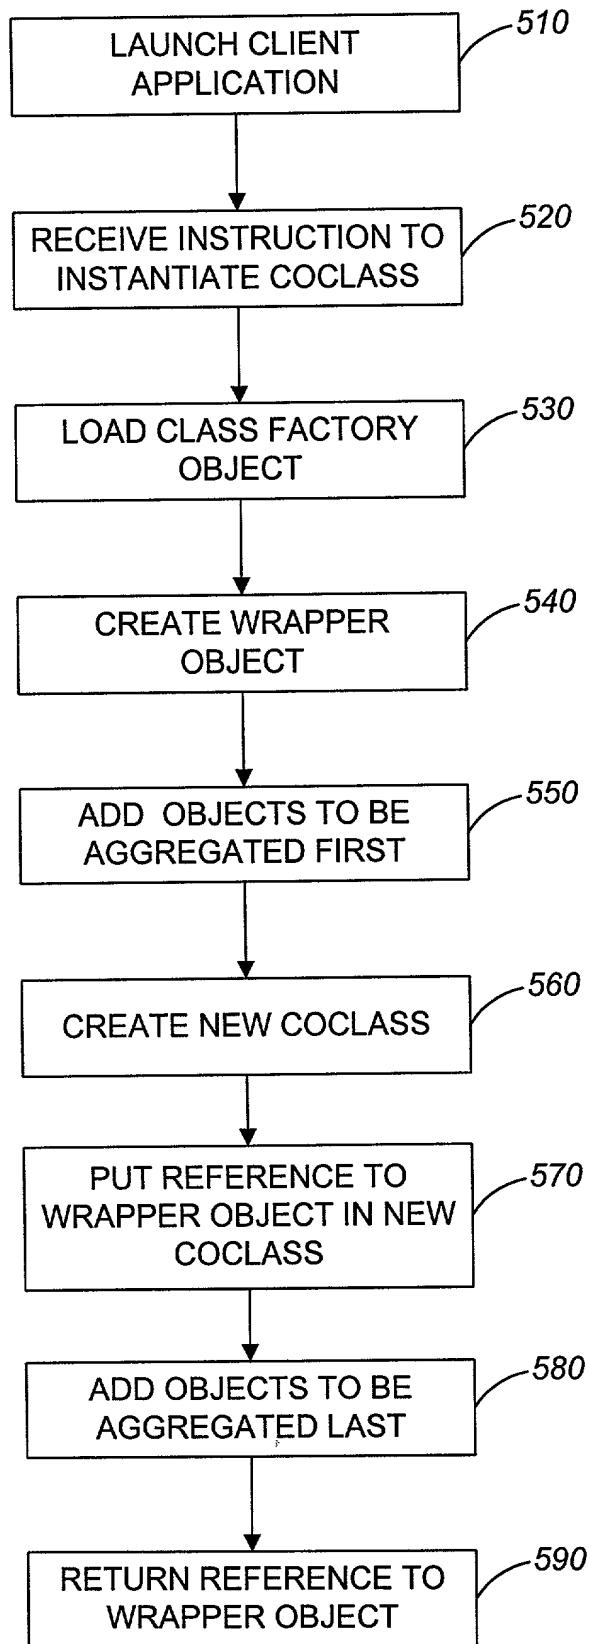 510
LAUNCH CLIENT
APPLICATION
520
RECEIVE INSTRUCTION TO
INSTANTIATE COCLASS
530
LOAD CLASS FACTORY
OBJECT
540
CREATE WRAPPER
OBJECT
550
ADD OBJECTS TO BE
AGGREGATED FIRST
560
CREATE NEW COCLASS
570
PUT REFERENCE TO
WRAPPER OBJECT IN NEW
COCLASS
580
ADD OBJECTS TO BE
AGGREGATED LAST
590
RETURN REFERENCE TO
WRAPPER OBJECT